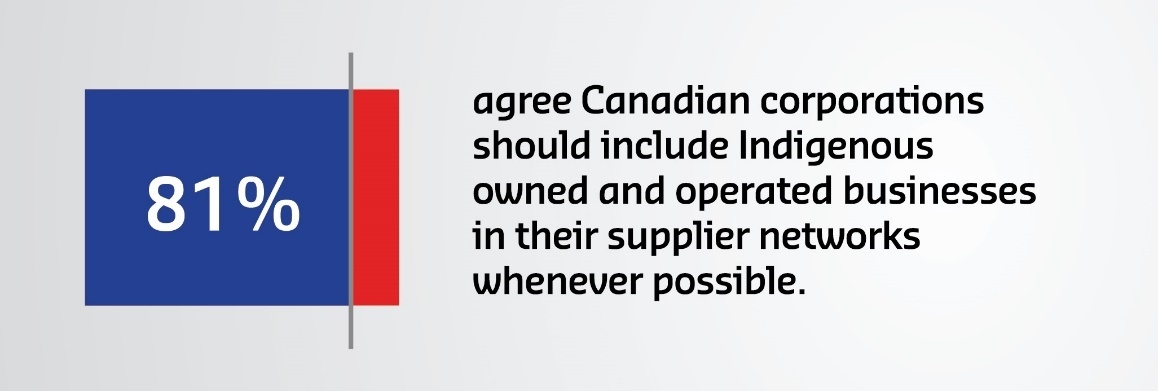 81%
agree Canadian corporations
should include Indigenous
owned and operated businesses
in their supplier networks
whenever possible.